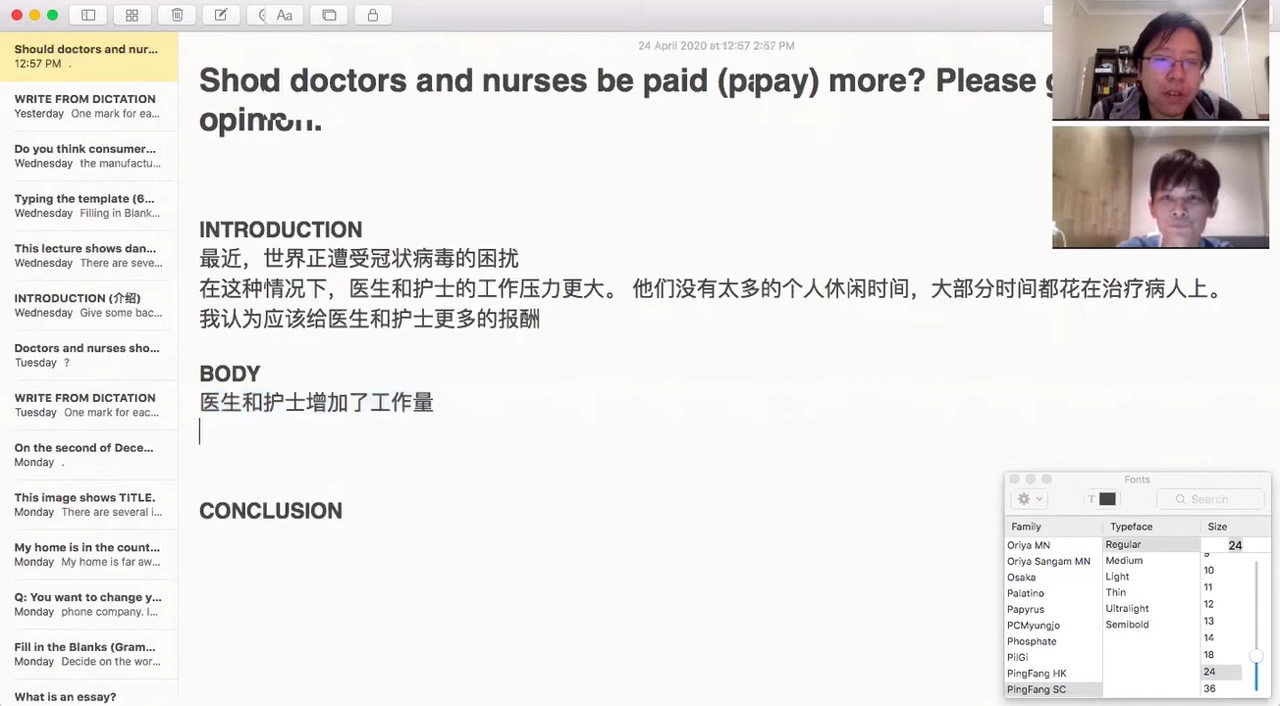 Should doctors and nur...
12:57 PM .
WRITE FROM DICTATION
Yesterday One mark for ea...
Do you think consumer...
Wednesday the manufactu...
Typing the template (6...
Wednesday Filling in Blank...
This lecture shows dan...
Wednesday There are seve...
INTRODUCTION (介绍)
Wednesday Give some bac...
Doctors and nurses sho...
Tuesday ?
WRITE FROM DICTATION
Tuesday One mark for eac...
On the second of Dece...
Monday .
This image shows TITLE.
Monday There are several i...
My home is in the count...
Monday My home is far aw...
Q: You want to change y...
Monday phone company. I...
Fill in the Blanks (Gram...
Monday Decide on the wor...
What is an essay?
Aa
24 April 2020 at 12:57
doctors and nurses be paid more? Please
INTRODUCTION
最近，世界正遭受冠状病毒的困扰
在这种情况下，医生和护士的工作压力更大。 他们没有太多的个人休闲时间，大部分时间都花在治疗病人上。
我认为应该给医生和护士更多的报酬
BODY
医生和护士增加了工作量
CONCLUSION
Fonts
T
Search
Family Typeface Size
Oriya MN Regular 24
Oriya Sangam MN Medium 10
Osaka Light 11
Palatino Thin 12
Papyrus Ultralight 13
PCMyungjo Semibold 14
Phosphate 18
PilGi
PingFang HK 24
PingFang SC 36